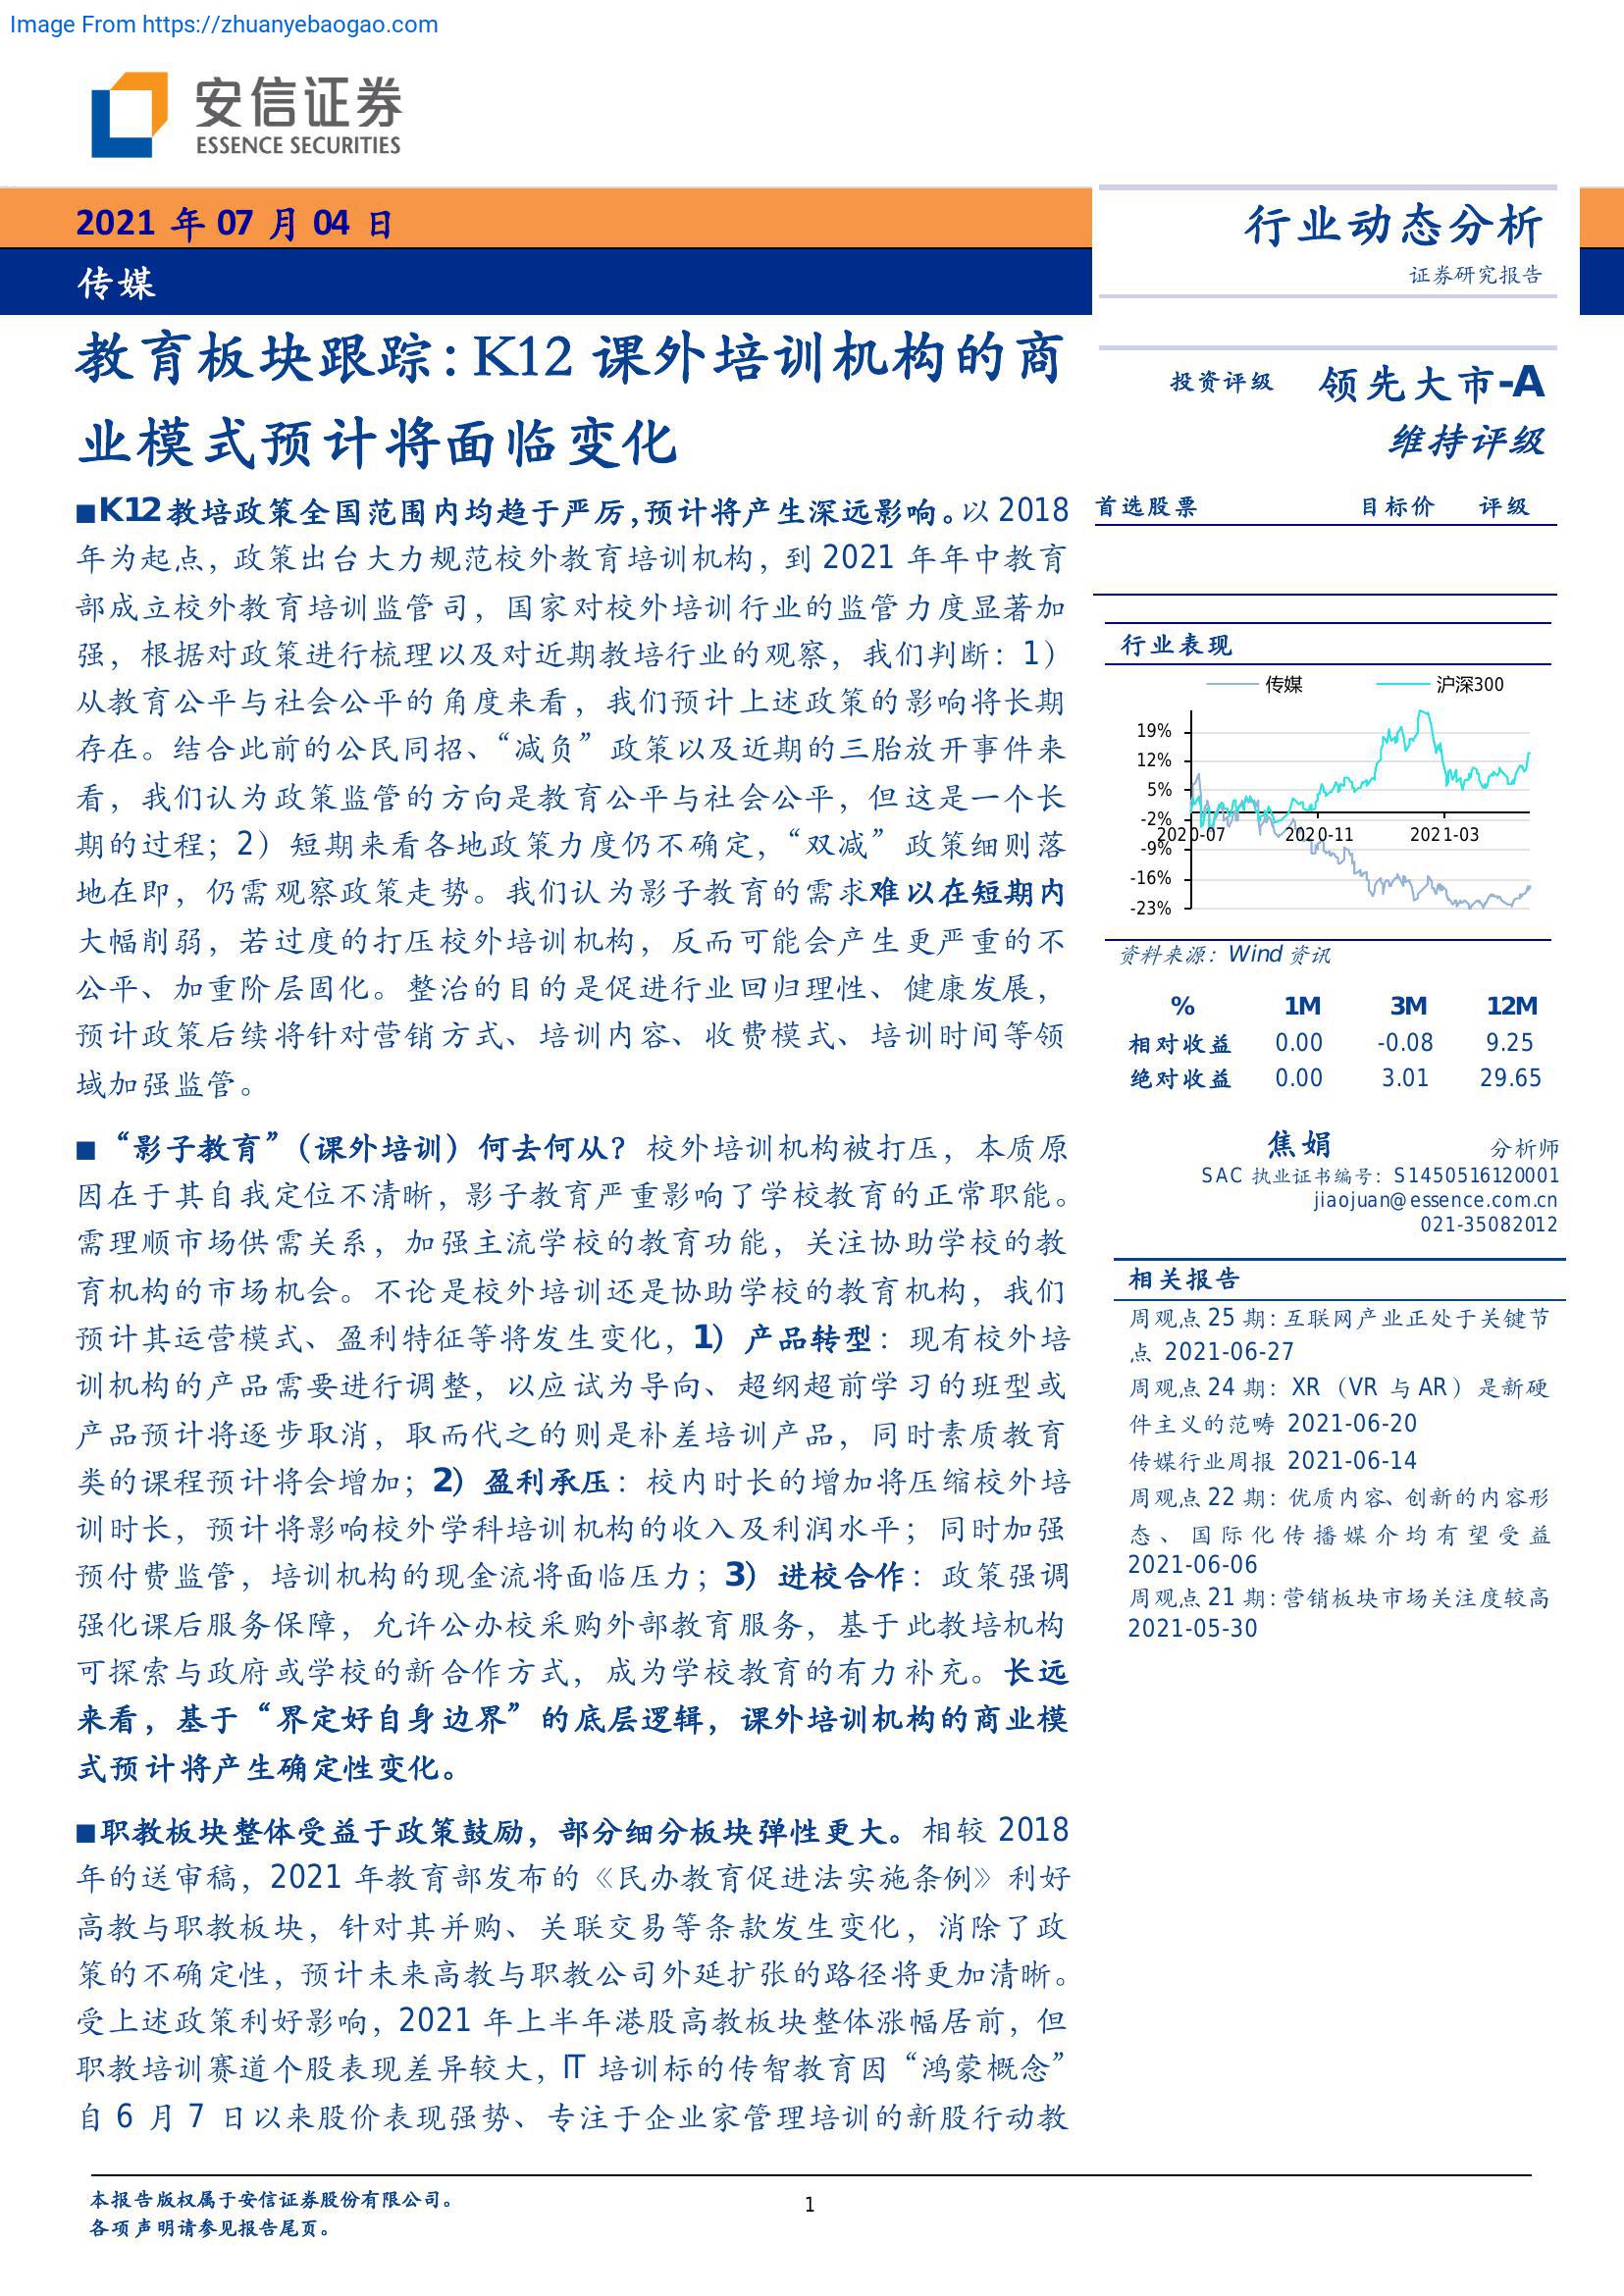 Image From https://zhuanyebaogao.com
安信证券
ESSENCE SECURITIES
2021 年 07 月 04 日
传媒
行业动态分析
证券研究报告
教育板块跟踪：K12 课外培训机构的商
业模式预计将面临变化
■K12 教培政策全国范围内均趋于严厉，预计将产生深远影响。以 2018
年为起点，政策出台大力规范校外教育培训机构，到 2021 年年中教育
部成立校外教育培训监管司，国家对校外培训行业的监管力度显著加
强，根据对政策进行梳理以及对近期教培行业的观察，我们判断：1）
从教育公平与社会公平的角度来看，我们预计上述政策的影响将长期
存在。结合此前的公民同招、“减负”政策以及近期的三胎放开事件来
看，我们认为政策监管的方向是教育公平与社会公平，但这是一个长
期的过程；2）短期来看各地政策力度仍不确定，“双减”政策细则落
地在即，仍需观察政策走势。我们认为影子教育的需求难以在短期内
大幅削弱，若过度的打压校外培训机构，反而可能会产生更严重的不
公平、加重阶层固化。整治的目的是促进行业回归理性、健康发展，
预计政策后续将针对营销方式、培训内容、收费模式、培训时间等领
域加强监管。
■“影子教育”（课外培训）何去何从？校外培训机构被打压，本质原
因在于其自我定位不清晰，影子教育严重影响了学校教育的正常职能。
需理顺市场供需关系，加强主流学校的教育功能，关注协助学校的教
育机构的市场机会。不论是校外培训还是协助学校的教育机构，我们
预计其运营模式、盈利特征等将发生变化，1）产品转型：现有校外培
训机构的产品需要进行调整，以应试为导向、超纲超前学习的班型或
产品预计将逐步取消，取而代之的则是补差培训产品，同时素质教育
类的课程预计将会增加；2）盈利承压：校内时长的增加将压缩校外培
训时长，预计将影响校外学科培训机构的收入及利润水平；同时加强
预付费监管，培训机构的现金流将面临压力；3）进校合作：政策强调
强化课后服务保障，允许公办校采购外部教育服务，基于此教培机构
可探索与政府或学校的新合作方式，成为学校教育的有力补充。长远
来看，基于“界定好自身边界”的底层逻辑，课外培训机构的商业模
式预计将产生确定性变化。
■职教板块整体受益于政策鼓励，部分细分板块弹性更大。相较 2018
年的送审稿，2021 年教育部发布的《民办教育促进法实施条例》利好
高教与职教板块，针对其并购、关联交易等条款发生变化，消除了政
策的不确定性，预计未来高教与职教公司外延扩张的路径将更加清晰。
受上述政策利好影响，2021 年上半年港股高教板块整体涨幅居前，但
职教培训赛道个股表现差异较大，IT 培训标的传智教育因“鸿蒙概念”
自 6 月 7 日以来股价表现强势、专注于企业家管理培训的新股行动教
投资评级 领先大市-A
维持评级
首选股票 目标价 评级
行业表现
传媒 沪深300
19%
12%
5%
-2%
2020-07 2020-11 2021-03
-9%
-16%
-23%
资料来源：Wind 资讯
% 1M 3M 12M
相对收益 0.00 -0.08 9.25
绝对收益 0.00 3.01 29.65
焦娟 分析师
SAC 执业证书编号：S1450516120001
jiaojuan@essence.com.cn
021-35082012
相关报告
周观点 25 期：互联网产业正处于关键节
点 2021-06-27
周观点 24 期：XR（VR 与 AR）是新硬
件主义的范畴 2021-06-20
传媒行业周报 2021-06-14
周观点 22 期：优质内容、创新的内容形
态、国际化传播媒介均有望受益
2021-06-06
周观点 21 期：营销板块市场关注度较高
2021-05-30
本报告版权属于安信证券股份有限公司。
各项声明请参见报告尾页。
1